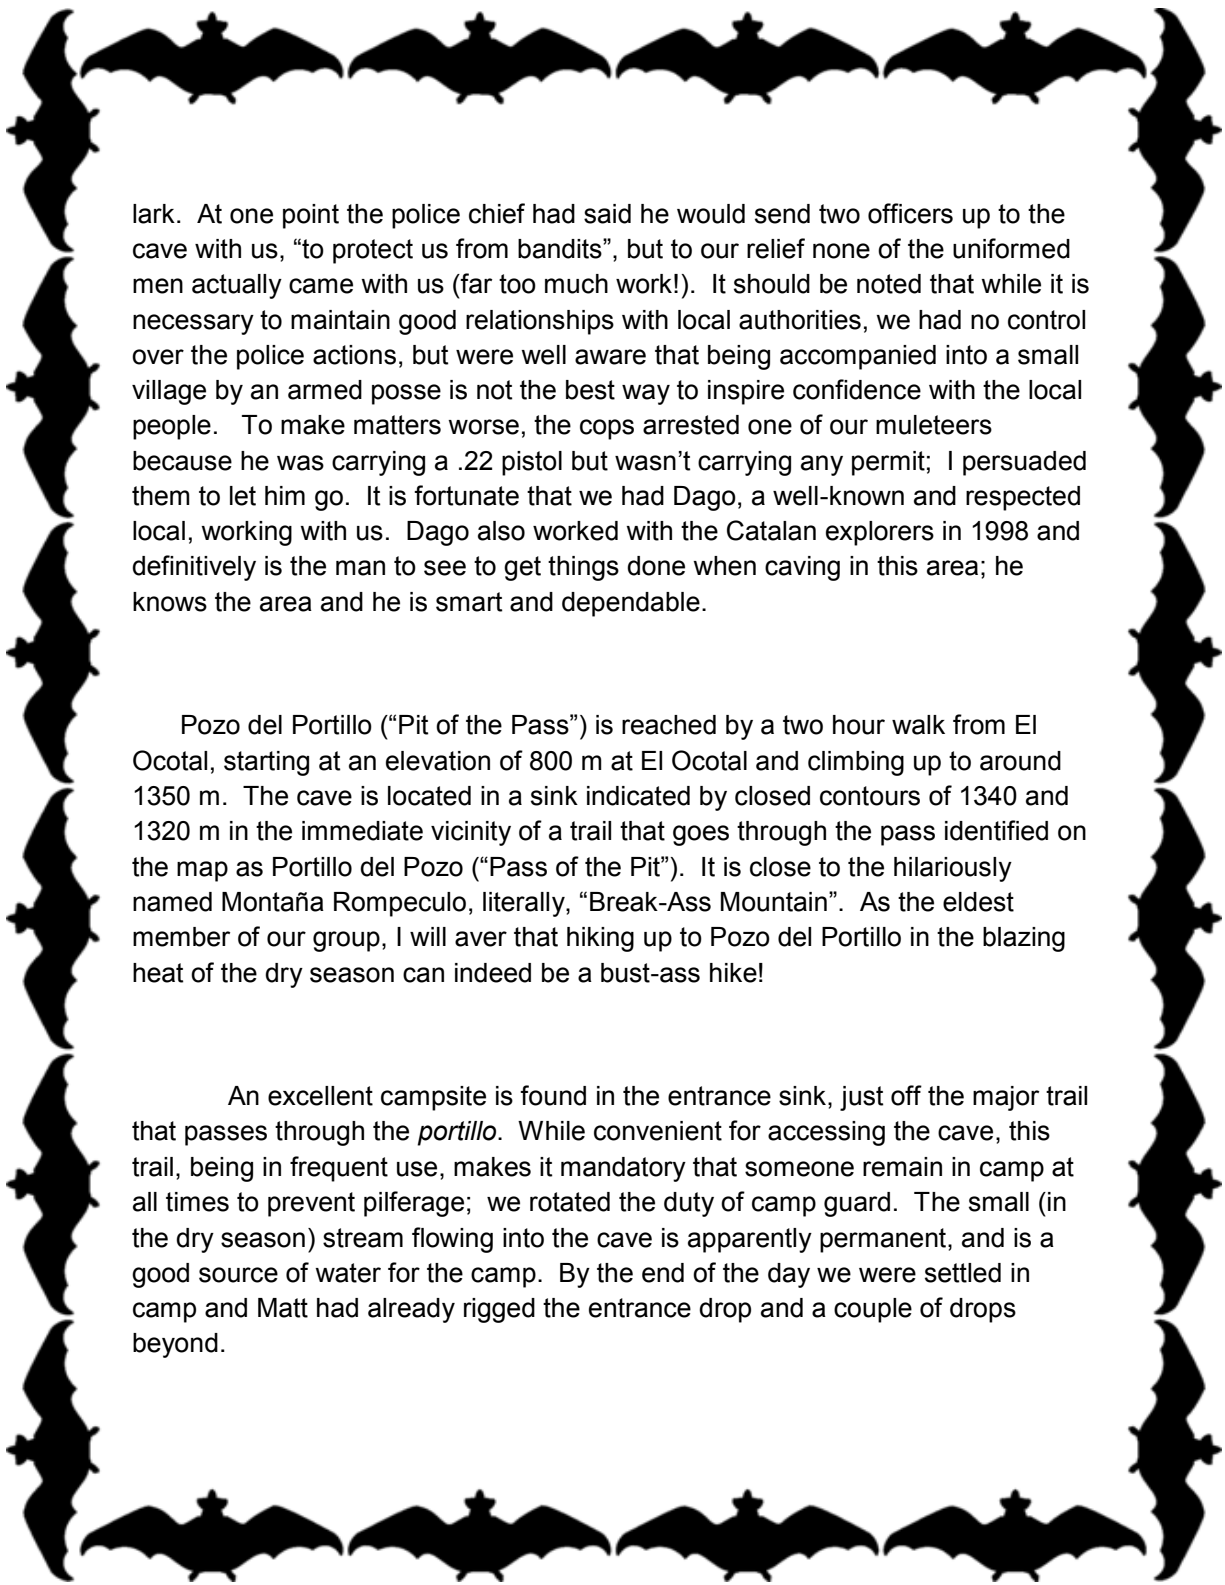 lark.  At one point the police chief had said he would send two officers up to the
cave with us, “to protect us from bandits”, but to our relief none of the uniformed
men actually came with us (far too much work!).  It should be noted that while it is
necessary to maintain good relationships with local authorities, we had no control
over the police actions, but were well aware that being accompanied into a small
village by an armed posse is not the best way to inspire confidence with the local
people.   To make matters worse, the cops arrested one of our muleteers
because he was carrying a .22 pistol but wasn’t carrying any permit;  I persuaded
them to let him go.  It is fortunate that we had Dago, a well-known and respected
local, working with us.  Dago also worked with the Catalan explorers in 1998 and
definitively is the man to see to get things done when caving in this area; he
knows the area and he is smart and dependable.
Pozo del Portillo (“Pit of the Pass”) is reached by a two hour walk from El
Ocotal, starting at an elevation of 800 m at El Ocotal and climbing up to around
1350 m.  The cave is located in a sink indicated by closed contours of 1340 and
1320 m in the immediate vicinity of a trail that goes through the pass identified on
the map as Portillo del Pozo (“Pass of the Pit”).  It is close to the hilariously
named Montaña Rompeculo, literally, “Break-Ass Mountain”.  As the eldest
member of our group, I will aver that hiking up to Pozo del Portillo in the blazing
heat of the dry season can indeed be a bust-ass hike!
An excellent campsite is found in the entrance sink, just off the major trail
that passes through the portillo.  While convenient for accessing the cave, this
trail, being in frequent use, makes it mandatory that someone remain in camp at
all times to prevent pilferage;  we rotated the duty of camp guard.  The small (in
the dry season) stream flowing into the cave is apparently permanent, and is a
good source of water for the camp.  By the end of the day we were settled in
camp and Matt had already rigged the entrance drop and a couple of drops
beyond.